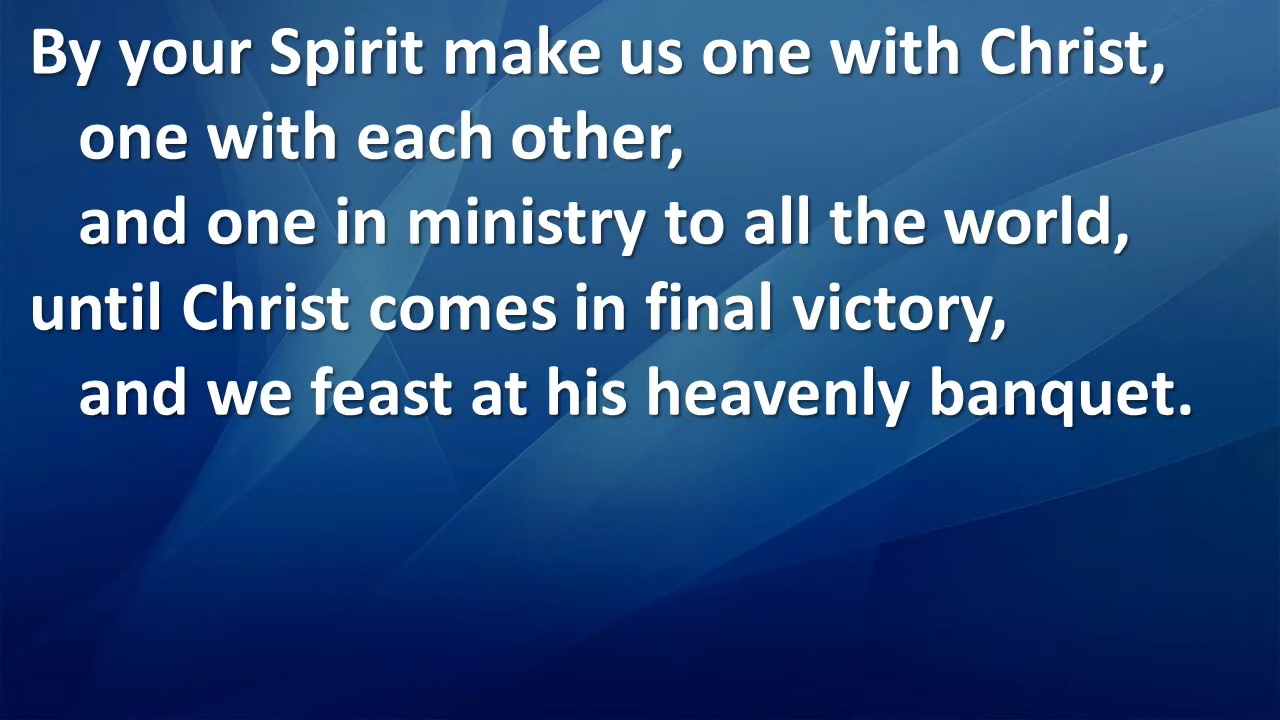 By your Spirit make us one with Christ,
one with each other,
and one in ministry to all the world,
until Christ comes in final victory,
and we feast at his heavenly banquet.